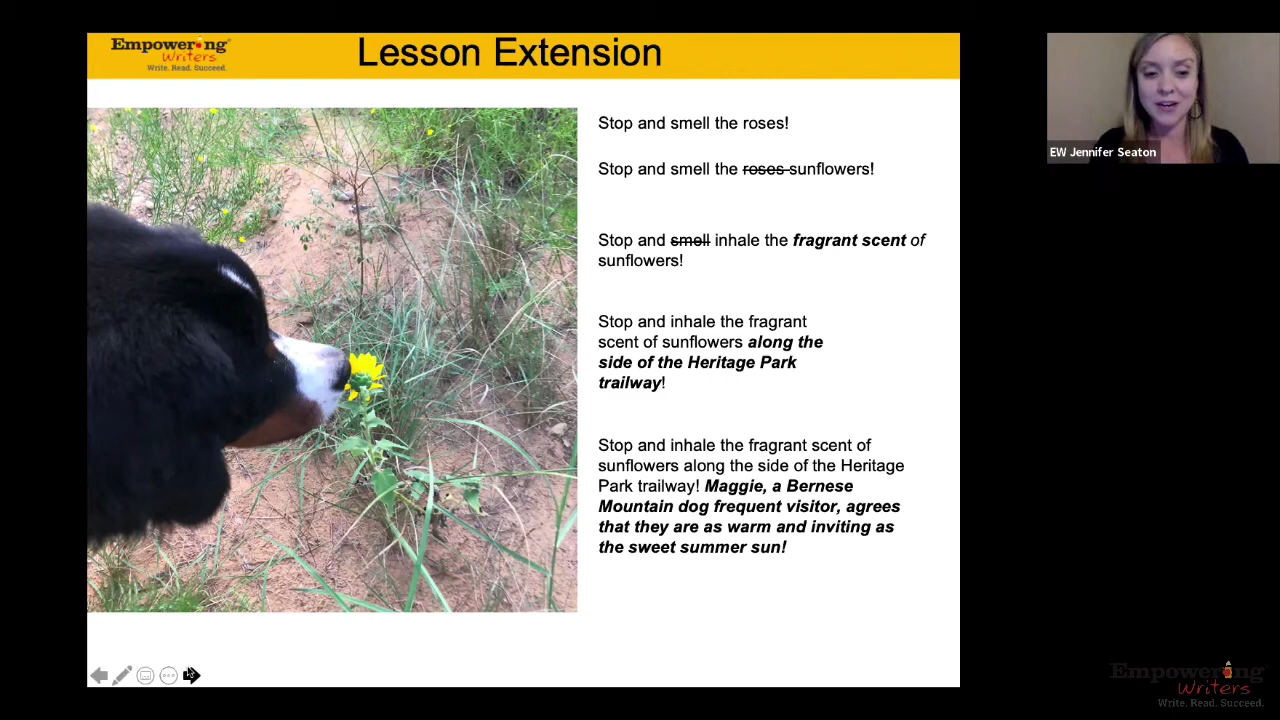 Empowering
Writers
Write. Read. Succeed.
Lesson Extension
Stop and smell the roses!
Stop and smell the roses sunflowers!
Stop and smell inhale the fragrant scent of
sunflowers!
Stop and inhale the fragrant
scent of sunflowers along the
side of the Heritage Park
trailway!
Stop and inhale the fragrant scent of
sunflowers along the side of the Heritage
Park trailway! Maggie, a Bernese
Mountain dog frequent visitor, agrees
that they are as warm and inviting as
the sweet summer sun!
EW Jennifer Seaton
Empowering
Writers
Write. Read. Succeed.